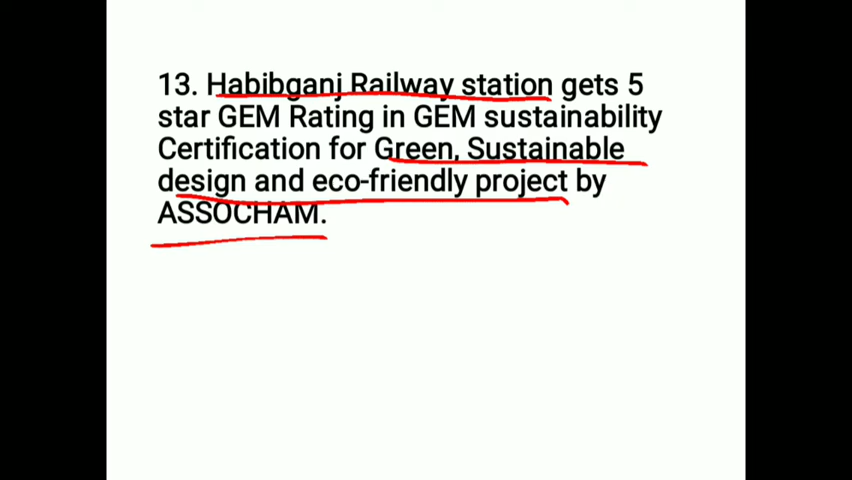 13. Habibganj Railway station gets 5
star GEM Rating in GEM sustainability
Certification for Green, Sustainable
design and eco-friendly project by
ASSOCHAM.